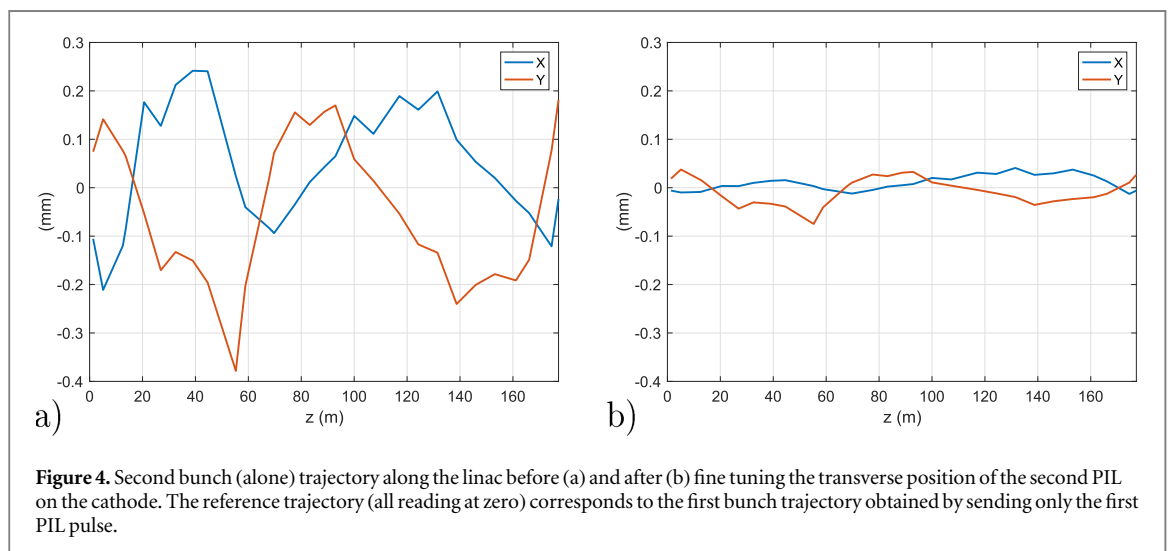 0.3
0.2
0.1
0
-0.1
-0.2
-0.3
-0.4
(mm)
0 20 40 60 80 100 120 140 160
z (m)
X
Y
a)
0.3
0.2
0.1
0
-0.1
-0.2
-0.3
-0.4
(mm)
0 20 40 60 80 100 120 140 160
z (m)
X
Y
b)
Figure 4. Second bunch (alone) trajectory along the linac before (a) and after (b) fine tuning the transverse position of the second PIL
on the cathode. The reference trajectory (all reading at zero) corresponds to the first bunch trajectory obtained by sending only the first
PIL pulse.